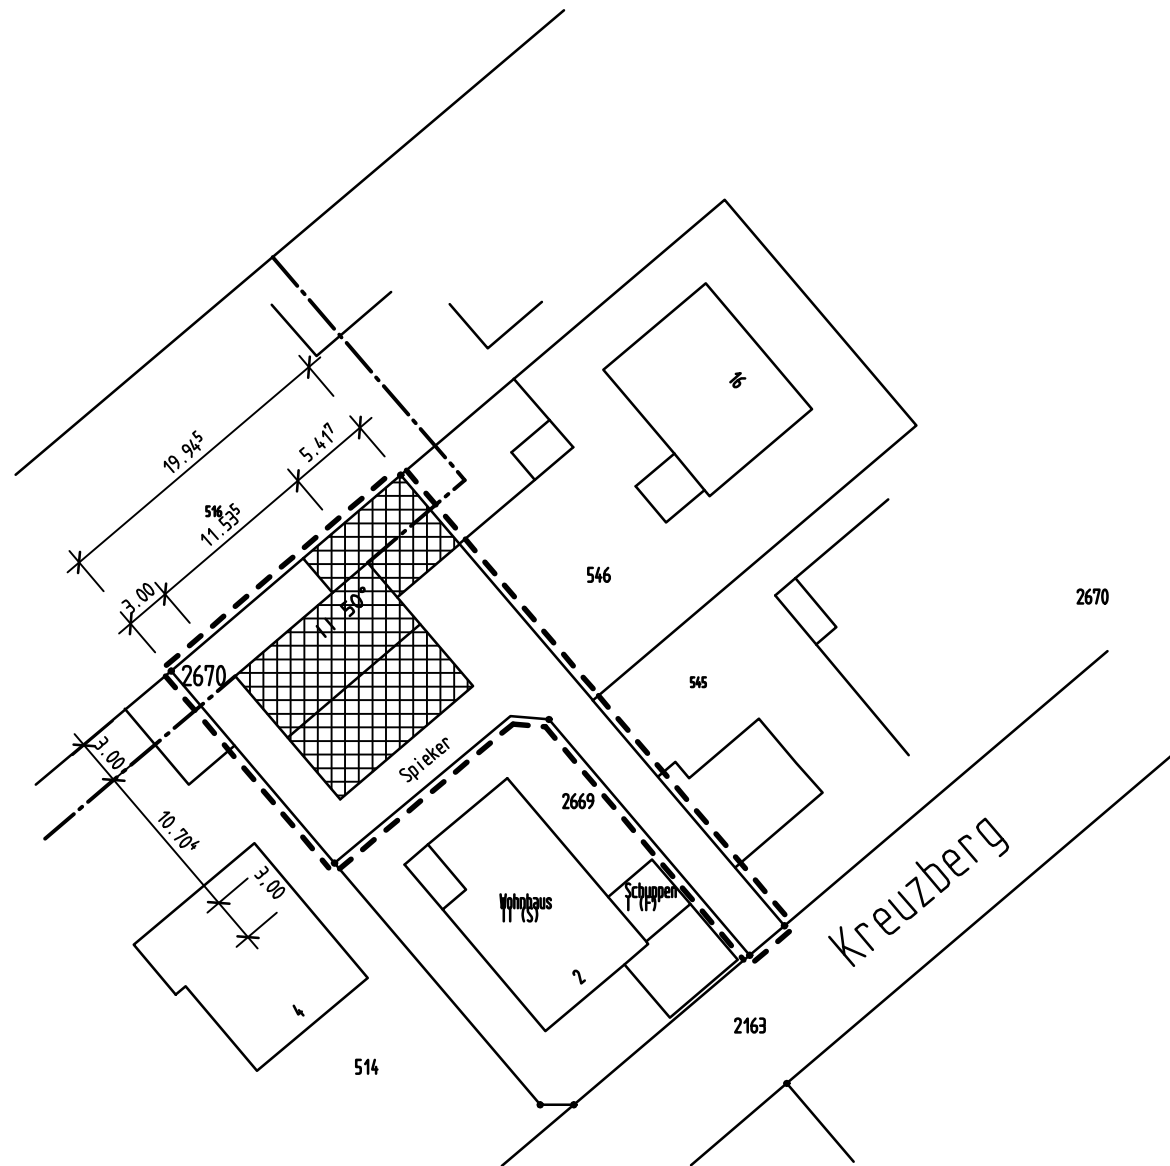 16
19.94⁵
5.41⁷
516
11.53⁵
3.00
546
2670
II 50°
2670
545
3.00
Spieker
2669
10.70⁴
3,00
Wohnhaus
II (S)
Schuppen
I (F)
Kreuzberg
2
4
2163
514